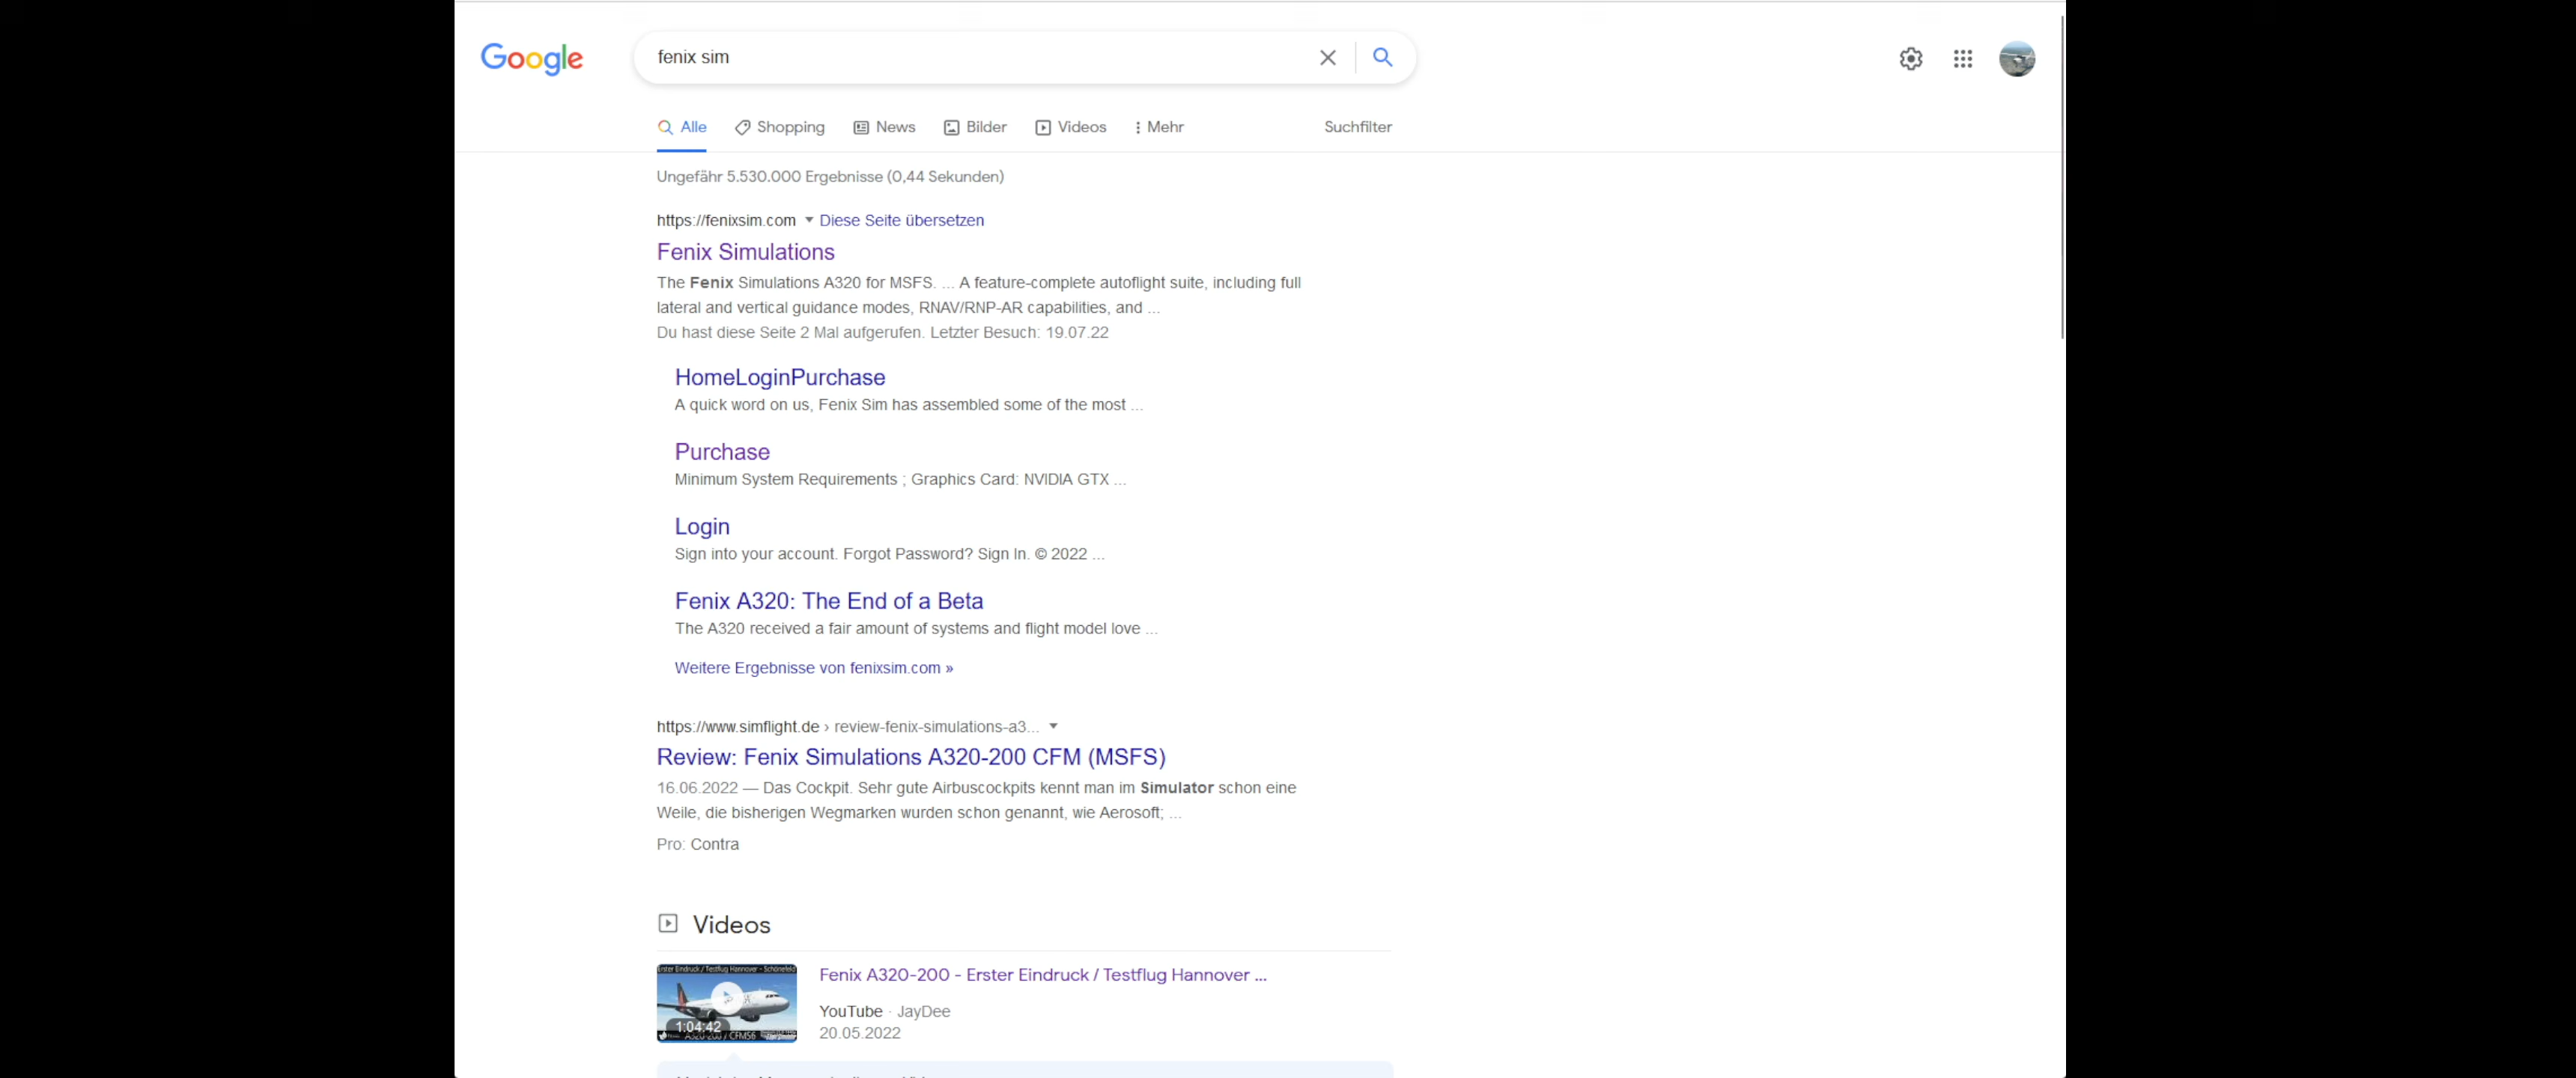 Google
fenix sim
Alle
Shopping
News
Bilder
Videos
Mehr
Suchfilter
Ungefähr 5.530.000 Ergebnisse (0,44 Sekunden)
https://fenixsim.com Diese Seite übersetzen
Fenix Simulations
The Fenix Simulations A320 for MSFS. ... A feature-complete autoflight suite, including full
lateral and vertical guidance modes, RNAV/RNP-AR capabilities, and ...
Du hast diese Seite 2 Mal aufgerufen. Letzter Besuch: 19.07.22
HomeLoginPurchase
A quick word on us, Fenix Sim has assembled some of the most ...
Purchase
Minimum System Requirements ; Graphics Card: NVIDIA GTX ...
Login
Sign into your account. Forgot Password? Sign In. © 2022 ...
Fenix A320: The End of a Beta
The A320 received a fair amount of systems and flight model love ...
Weitere Ergebnisse von fenixsim.com »
https://www.simflight.de › review-fenix-simulations-a3...
Review: Fenix Simulations A320-200 CFM (MSFS)
16.06.2022 — Das Cockpit. Sehr gute Airbuscockpits kennt man im Simulator schon eine
Weile, die bisherigen Wegmarken wurden schon genannt, wie Aerosoft; ...
Pro: Contra
Videos
Erster Eindruck / Testflug Hannover - Schönefeld
1:04:42
A320-200 / CFM56
Fenix A320-200 - Erster Eindruck / Testflug Hannover ...
YouTube · JayDee
20.05.2022